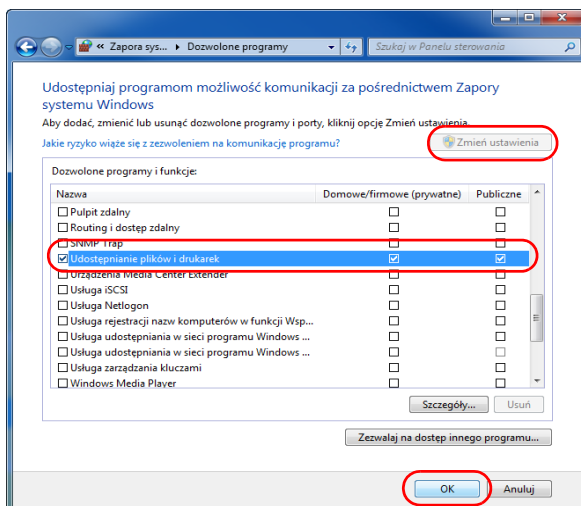 « Zapora sys... ▸ Dozwolone programy
Szukaj w Panelu sterowania
Udostępniaj programom możliwość komunikacji za pośrednictwem Zapory
systemu Windows
Aby dodać, zmienić lub usunąć dozwolone programy i porty, kliknij opcję Zmień ustawienia.
Jakie ryzyko wiąże się z zezwoleniem na komunikację programu?
Zmień ustawienia
Dozwolone programy i funkcje:
Nazwa Domowe/firmowe (prywatne) Publiczne
Pulpit zdalny
Routing i dostęp zdalny
SNMP Trap
Udostępnianie plików i drukarek
Urządzenia Media Center Extender
Usługa iSCSI
Usługa Netlogon
Usługa rejestracji nazw komputerów w funkcji Wsp...
Usługa udostępniania w sieci programu Windows ...
Usługa udostępniania w sieci programu Windows ...
Usługa zarządzania kluczami
Windows Media Player
Szczegóły... Usuń
Zezwalaj na dostęp innego programu...
OK Anuluj